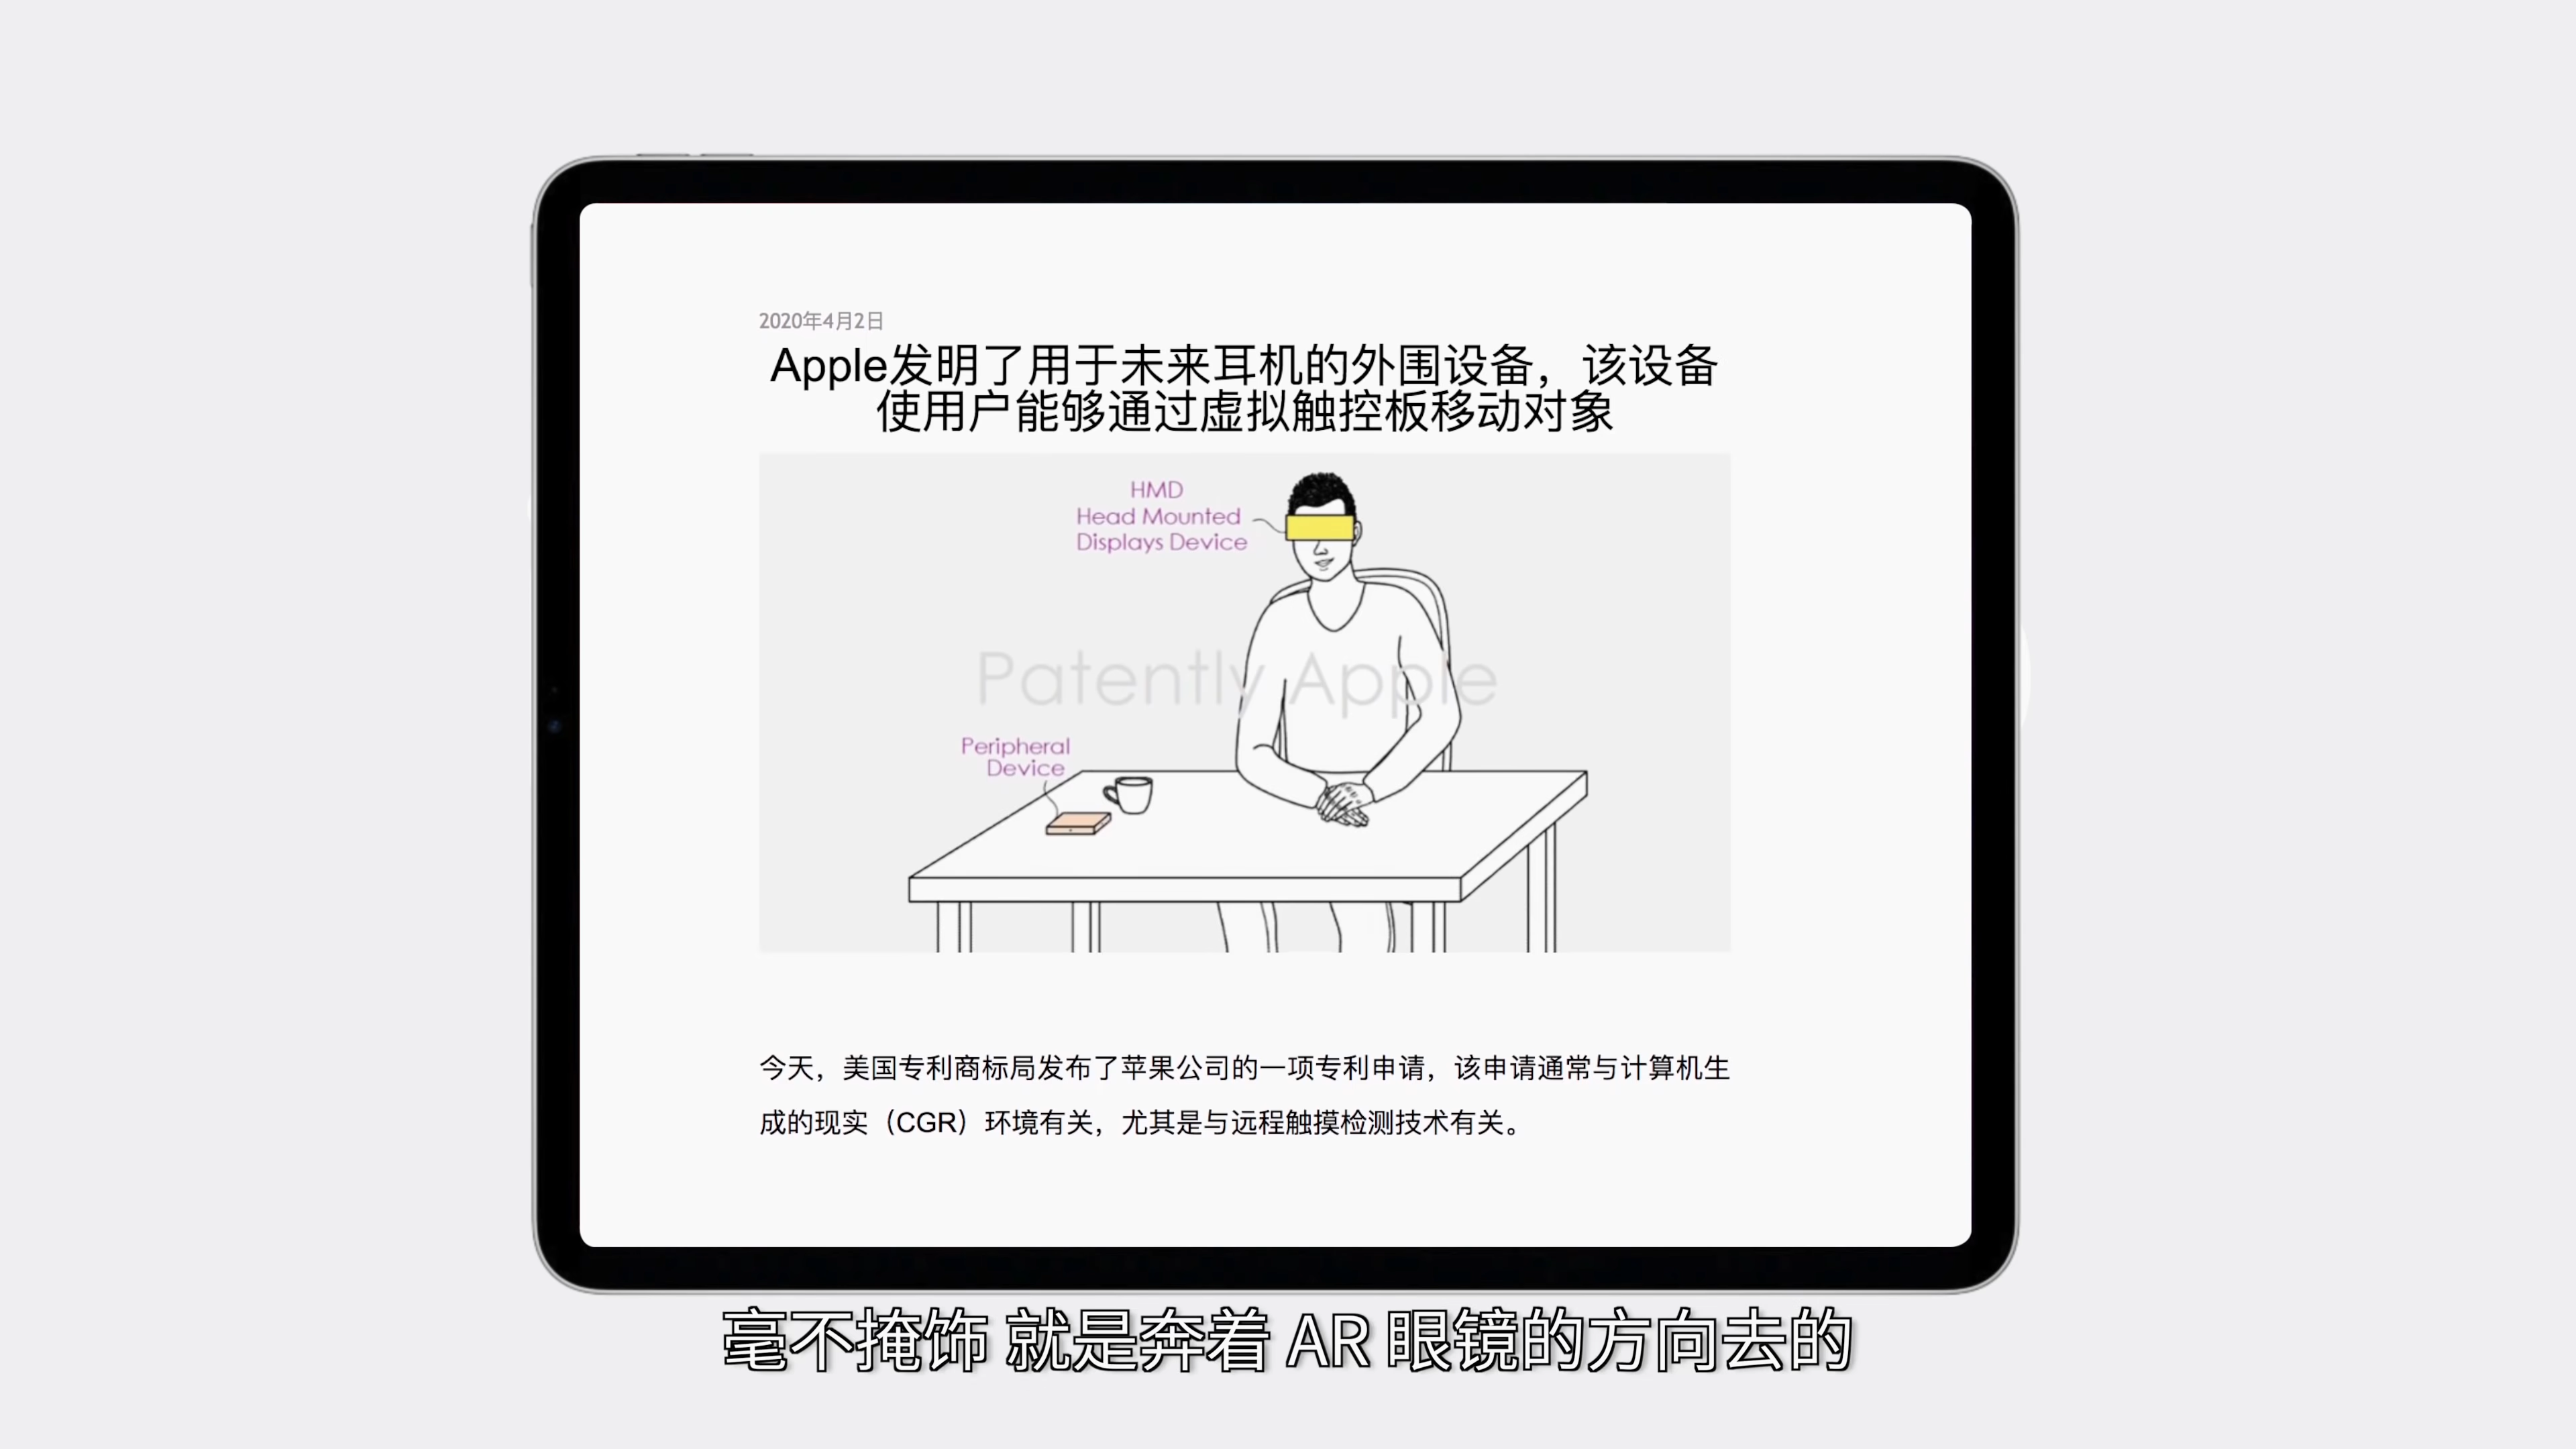 2020年4月2日
Apple发明了用于未来耳机的外围设备，该设备
使用户能够通过虚拟触控板移动对象
HMD
Head Mounted
Displays Device
Patently Apple
Peripheral
Device
今天，美国专利商标局发布了苹果公司的一项专利申请，该申请通常与计算机生
成的现实（CGR）环境有关，尤其是与远程触摸检测技术有关。
毫不掩饰 就是奔着 AR 眼镜的方向去的